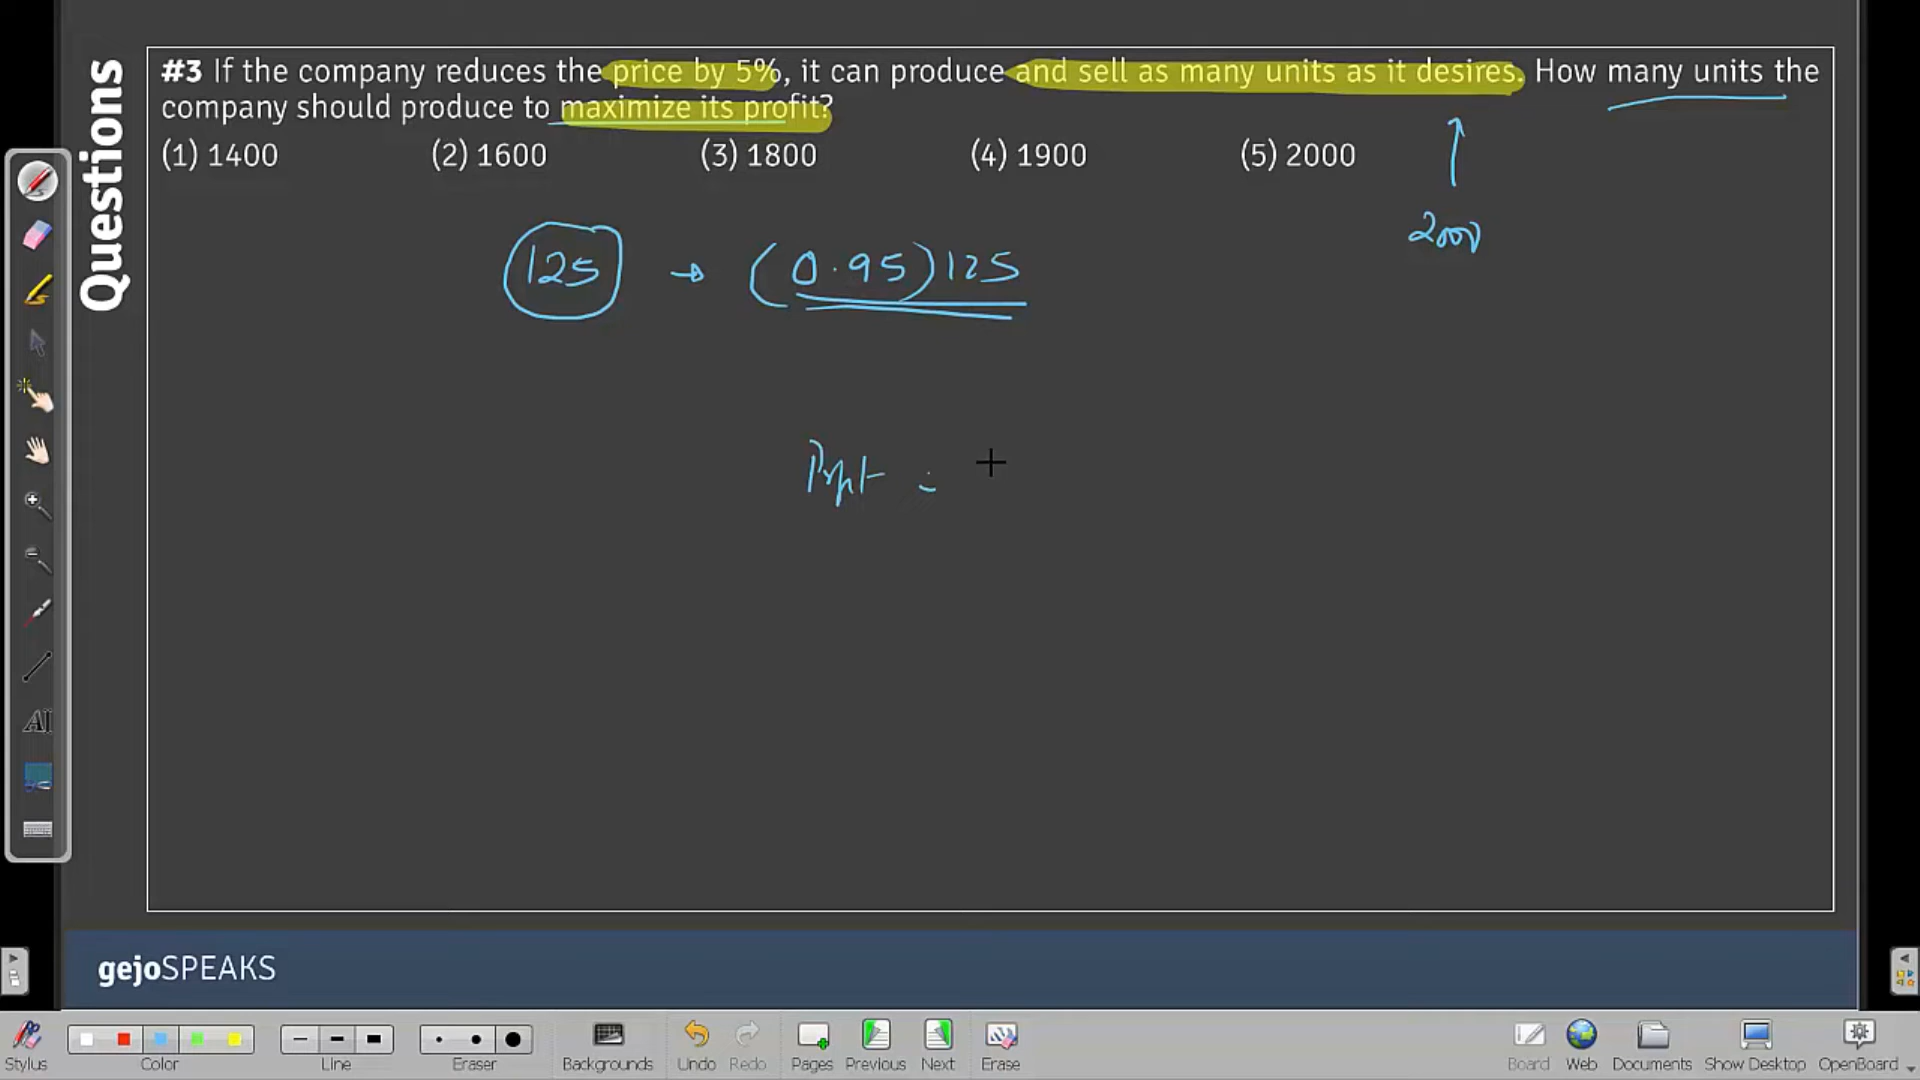 Questions
#3 If the company reduces the price by 5%, it can produce and sell as many units as it desires. How many units the
company should produce to maximize its profit?
(1) 1400 (2) 1600 (3) 1800 (4) 1900 (5) 2000
2000
125 → (0.95)125
Profit =
gejoSPEAKS
Stylus Color Line Eraser Backgrounds Undo Redo Pages Previous Next Erase Board Web Documents Show Desktop OpenBoard